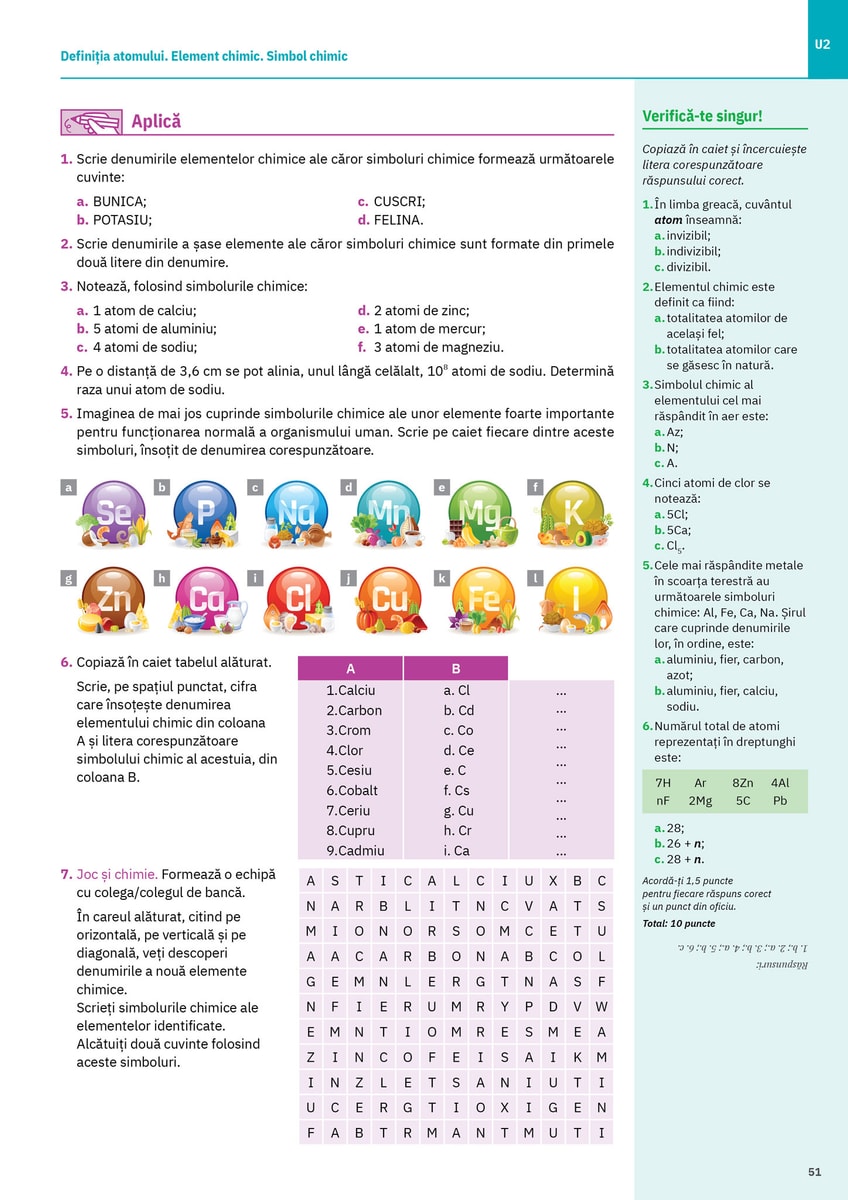 U2
Definiția atomului. Element chimic. Simbol chimic
Aplică
1. Scrie denumirile elementelor chimice ale căror simboluri chimice formează următoarele
cuvinte:
a. BUNICA;
b. POTASIU;
c. CUSCRI;
d. FELINA.
2. Scrie denumirile a șase elemente ale căror simboluri chimice sunt formate din primele
două litere din denumire.
3. Notează, folosind simbolurile chimice:
a. 1 atom de calciu;
b. 5 atomi de aluminiu;
c. 4 atomi de sodiu;
d. 2 atomi de zinc;
e. 1 atom de mercur;
f. 3 atomi de magneziu.
4. Pe o distanță de 3,6 cm se pot alinia, unul lângă celălalt, 10⁸ atomi de sodiu. Determină
raza unui atom de sodiu.
5. Imaginea de mai jos cuprinde simbolurile chimice ale unor elemente foarte importante
pentru funcționarea normală a organismului uman. Scrie pe caiet fiecare dintre aceste
simboluri, însoțit de denumirea corespunzătoare.
a Se b P c Na d Mn e Mg f K
g Zn h Ca i Cl j Cu k Fe l I
6. Copiază în caiet tabelul alăturat.
Scrie, pe spațiul punctat, cifra
care însoțește denumirea
elementului chimic din coloana
A și litera corespunzătoare
simbolului chimic al acestuia, din
coloana B.
A B
1.Calciu a. Cl ...
2.Carbon b. Cd ...
3.Crom c. Co ...
4.Clor d. Ce ...
5.Cesiu e. C ...
6.Cobalt f. Cs ...
7.Ceriu g. Cu ...
8.Cupru h. Cr ...
9.Cadmiu i. Ca ...
7. Joc și chimie. Formează o echipă
cu colega/colegul de bancă.
În careul alăturat, citind pe
orizontală, pe verticală și pe
diagonală, veți descoperi
denumirile a nouă elemente
chimice.
Scrieți simbolurile chimice ale
elementelor identificate.
Alcătuiți două cuvinte folosind
aceste simboluri.
A S T I C A L C I U X B C
N A R B L I T N C V A T S
M I O N O R S O M C E T U
A A C A R B O N A B C O L
G E M N L E R G T N A S F
N F I E R U M R Y P D V W
E M N T I O M R E S M E A
Z I N C O F E I S A I K M
I N Z L E T S A N I U T I
U C E R G T I O X I G E N
F A B T R M A N T M U T I
Verifică-te singur!
Copiază în caiet și încercuiește
litera corespunzătoare
răspunsului corect.
1. În limba greacă, cuvântul
atom înseamnă:
a. invizibil;
b. indivizibil;
c. divizibil.
2. Elementul chimic este
definit ca fiind:
a. totalitatea atomilor de
același fel;
b. totalitatea atomilor care
se găsesc în natură.
3. Simbolul chimic al
elementului cel mai
răspândit în aer este:
a. Az;
b. N;
c. A.
4. Cinci atomi de clor se
notează:
a. 5Cl;
b. 5Ca;
c. Cl₅.
5. Cele mai răspândite metale
în scoarța terestră au
următoarele simboluri
chimice: Al, Fe, Ca, Na. Șirul
care cuprinde denumirile
lor, în ordine, este:
a. aluminiu, fier, carbon,
azot;
b. aluminiu, fier, calciu,
sodiu.
6. Numărul total de atomi
reprezentați în dreptunghi
este:
7H Ar 8Zn 4Al
nF 2Mg 5C Pb
a. 28;
b. 26 + n;
c. 28 + n.
Acordă-ți 1,5 puncte
pentru fiecare răspuns corect
și un punct din oficiu.
Total: 10 puncte
Răspunsuri:
1. b; 2. a; 3. b; 4. a; 5. b; 6. c.
51